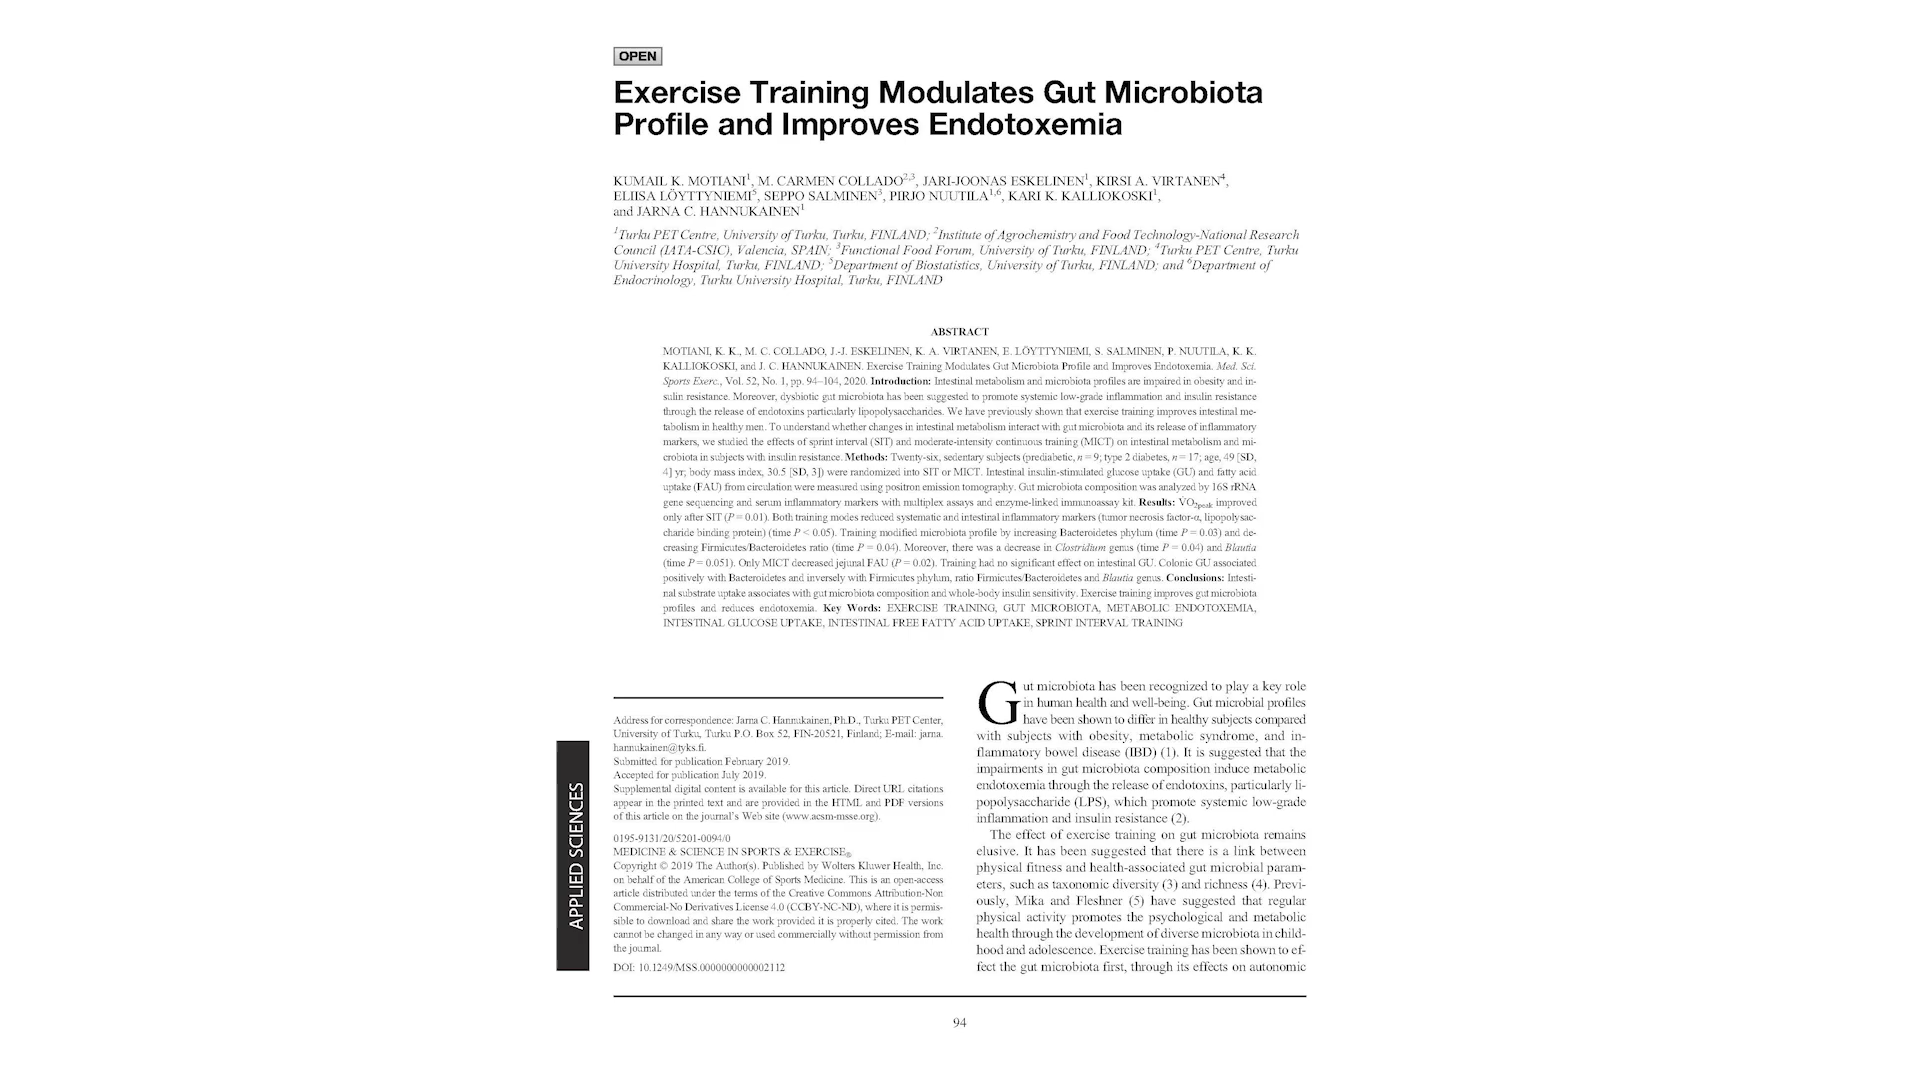 OPEN
Exercise Training Modulates Gut Microbiota
Profile and Improves Endotoxemia
KUMAIL K. MOTIANI1, M. CARMEN COLLADO2,3, JARI-JOONAS ESKELINEN1, KIRSI A. VIRTANEN4,
ELIISA LÖYTTYNIEMI5, SEPPO SALMINEN3, PIRJO NUUTILA1,6, KARI K. KALLIOKOSKI1,
and JARNA C. HANNUKAINEN1
1Turku PET Centre, University of Turku, Turku, FINLAND; 2Institute of Agrochemistry and Food Technology-National Research
Council (IATA-CSIC), Valencia, SPAIN; 3Functional Food Forum, University of Turku, FINLAND; 4Turku PET Centre, Turku
University Hospital, Turku, FINLAND; 5Department of Biostatistics, University of Turku, FINLAND; and 6Department of
Endocrinology, Turku University Hospital, Turku, FINLAND
ABSTRACT
MOTIANI, K. K., M. C. COLLADO, J.-J. ESKELINEN, K. A. VIRTANEN, E. LÖYTTYNIEMI, S. SALMINEN, P. NUUTILA, K. K.
KALLIOKOSKI, and J. C. HANNUKAINEN. Exercise Training Modulates Gut Microbiota Profile and Improves Endotoxemia. Med. Sci.
Sports Exerc., Vol. 52, No. 1, pp. 94–104, 2020. Introduction: Intestinal metabolism and microbiota profiles are impaired in obesity and in-
sulin resistance. Moreover, dysbiotic gut microbiota has been suggested to promote systemic low-grade inflammation and insulin resistance
through the release of endotoxins particularly lipopolysaccharides. We have previously shown that exercise training improves intestinal me-
tabolism in healthy men. To understand whether changes in intestinal metabolism interact with gut microbiota and its release of inflammatory
markers, we studied the effects of sprint interval (SIT) and moderate-intensity continuous training (MICT) on intestinal metabolism and mi-
crobiota in subjects with insulin resistance. Methods: Twenty-six, sedentary subjects (prediabetic, n = 9; type 2 diabetes, n = 17; age, 49 [SD,
4] yr; body mass index, 30.5 [SD, 3]) were randomized into SIT or MICT. Intestinal insulin-stimulated glucose uptake (GU) and fatty acid
uptake (FAU) from circulation were measured using positron emission tomography. Gut microbiota composition was analyzed by 16S rRNA
gene sequencing and serum inflammatory markers with multiplex assays and enzyme-linked immunoassay kit. Results: V̇O2peak improved
only after SIT (P = 0.01). Both training modes reduced systematic and intestinal inflammatory markers (tumor necrosis factor-α, lipopolysac-
charide binding protein) (time P < 0.05). Training modified microbiota profile by increasing Bacteroidetes phylum (time P = 0.03) and de-
creasing Firmicutes/Bacteroidetes ratio (time P = 0.04). Moreover, there was a decrease in Clostridium genus (time P = 0.04) and Blautia
(time P = 0.051). Only MICT decreased jejunal FAU (P = 0.02). Training had no significant effect on intestinal GU. Colonic GU associated
positively with Bacteroidetes and inversely with Firmicutes phylum, ratio Firmicutes/Bacteroidetes and Blautia genus. Conclusions: Intesti-
nal substrate uptake associates with gut microbiota composition and whole-body insulin sensitivity. Exercise training improves gut microbiota
profiles and reduces endotoxemia. Key Words: EXERCISE TRAINING, GUT MICROBIOTA, METABOLIC ENDOTOXEMIA,
INTESTINAL GLUCOSE UPTAKE, INTESTINAL FREE FATTY ACID UPTAKE, SPRINT INTERVAL TRAINING
Address for correspondence: Jarna C. Hannukainen, Ph.D., Turku PET Center,
University of Turku, Turku P.O. Box 52, FIN-20521, Finland; E-mail: jarna.
hannukainen@tyks.fi.
Submitted for publication February 2019.
Accepted for publication July 2019.
Supplemental digital content is available for this article. Direct URL citations
appear in the printed text and are provided in the HTML and PDF versions
of this article on the journal's Web site (www.acsm-msse.org).
0195-9131/20/5201-0094/0
MEDICINE & SCIENCE IN SPORTS & EXERCISE®
Copyright © 2019 The Author(s). Published by Wolters Kluwer Health, Inc.
on behalf of the American College of Sports Medicine. This is an open-access
article distributed under the terms of the Creative Commons Attribution-Non
Commercial-No Derivatives License 4.0 (CCBY-NC-ND), where it is permis-
sible to download and share the work provided it is properly cited. The work
cannot be changed in any way or used commercially without permission from
the journal.
DOI: 10.1249/MSS.0000000000002112
APPLIED SCIENCES
Gut microbiota has been recognized to play a key role
in human health and well-being. Gut microbial profiles
have been shown to differ in healthy subjects compared
with subjects with obesity, metabolic syndrome, and in-
flammatory bowel disease (IBD) (1). It is suggested that the
impairments in gut microbiota composition induce metabolic
endotoxemia through the release of endotoxins, particularly li-
popolysaccharide (LPS), which promote systemic low-grade
inflammation and insulin resistance (2).
The effect of exercise training on gut microbiota remains
elusive. It has been suggested that there is a link between
physical fitness and health-associated gut microbial param-
eters, such as taxonomic diversity (3) and richness (4). Previ-
ously, Mika and Fleshner (5) have suggested that regular
physical activity promotes the psychological and metabolic
health through the development of diverse microbiota in child-
hood and adolescence. Exercise training has been shown to ef-
fect the gut microbiota first, through its effects on autonomic
94